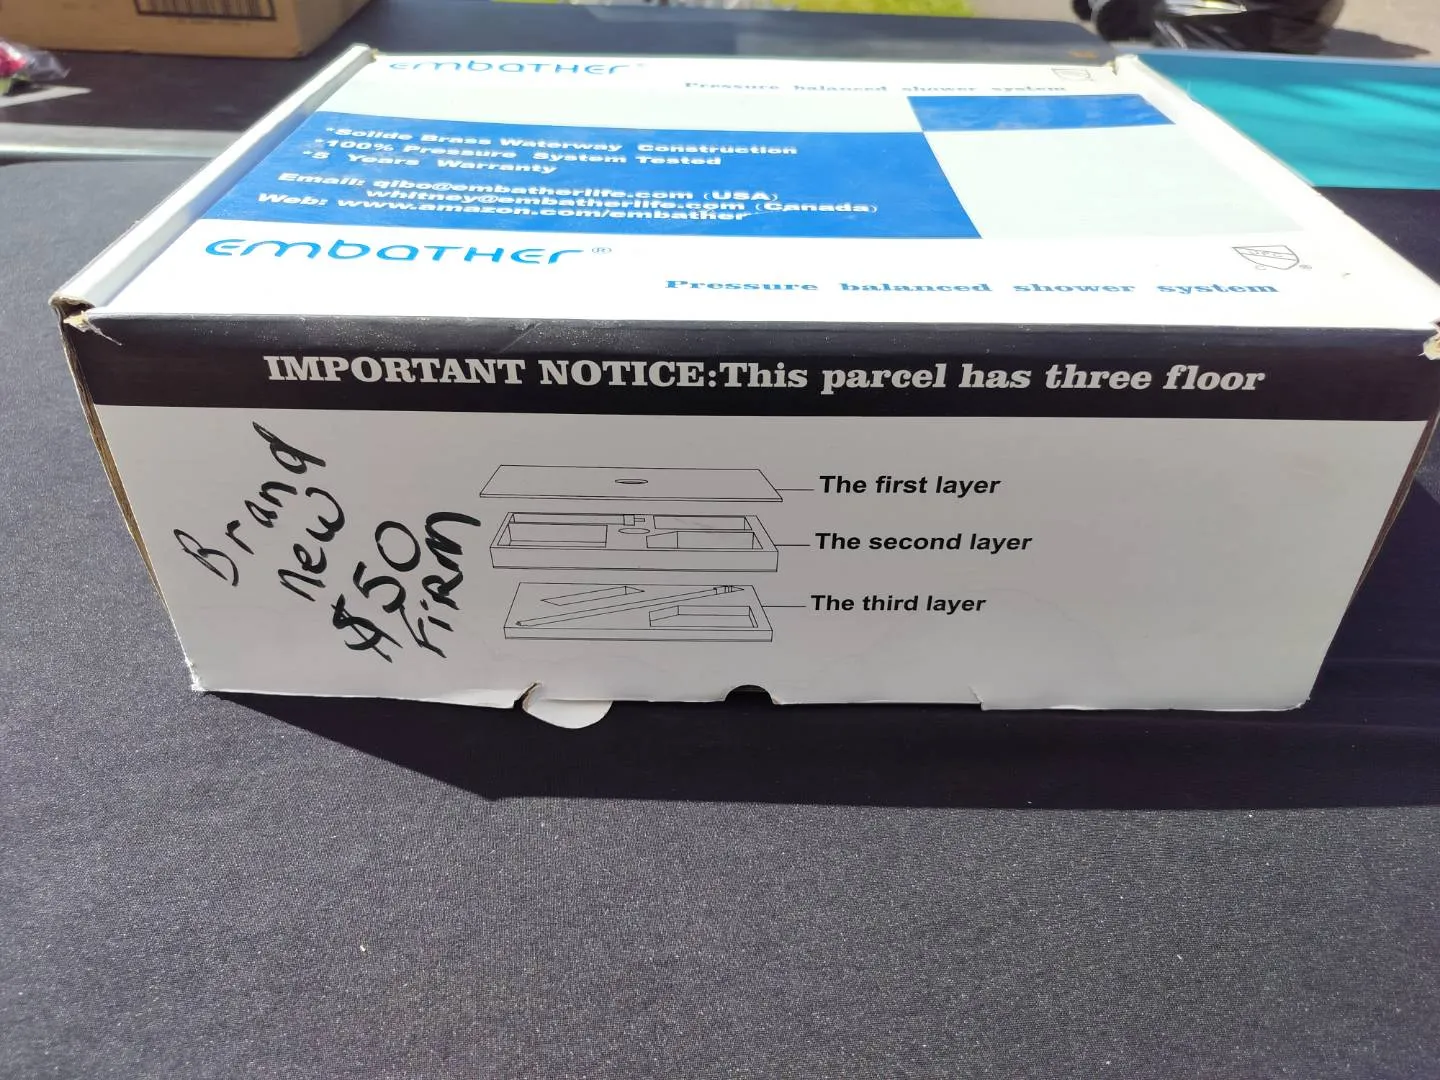 embather
Pressure balanced shower system
*Solide Brass Waterway Construction
*100% Pressure System Tested
*5 Years Warranty
Email: qibo@embatherlife.com (USA)
whitney@embatherlife.com (Canada)
Web: www.amazon.com/embather
embather®
Pressure balanced shower system
IMPORTANT NOTICE:This parcel has three floor
Brand
new
$50
FiRM
The first layer
The second layer
The third layer